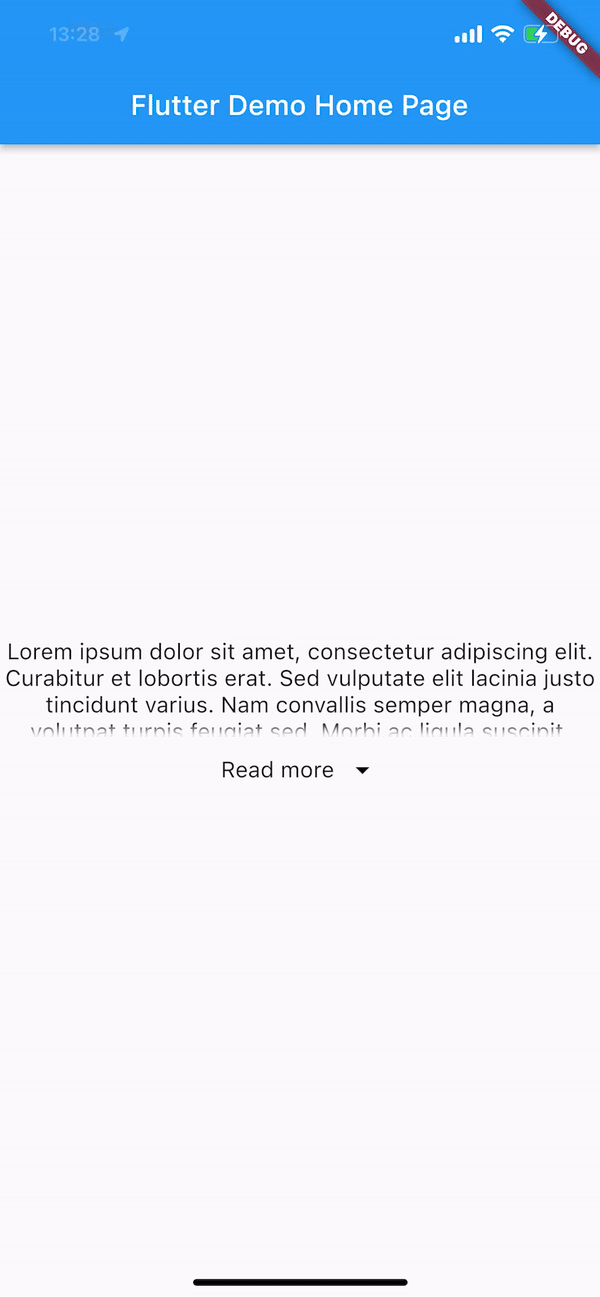 13:28
DEBUG
Flutter Demo Home Page
Lorem ipsum dolor sit amet, consectetur adipiscing elit.
Curabitur et lobortis erat. Sed vulputate elit lacinia justo
tincidunt varius. Nam convallis semper magna, a
volutpat turpis feugiat sed. Morbi ac ligula suscipit
Read more